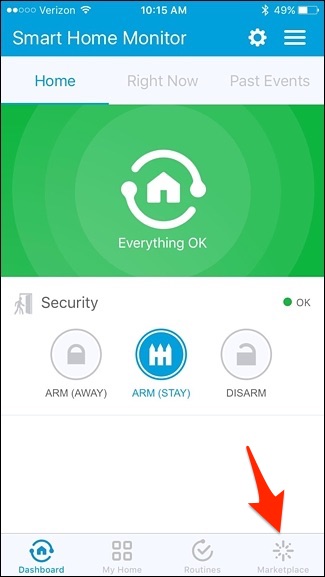 Verizon 10:15 AM 49%
Smart Home Monitor
Home Right Now Past Events
Everything OK
Security OK
ARM (AWAY) ARM (STAY) DISARM
Dashboard My Home Routines Marketplace